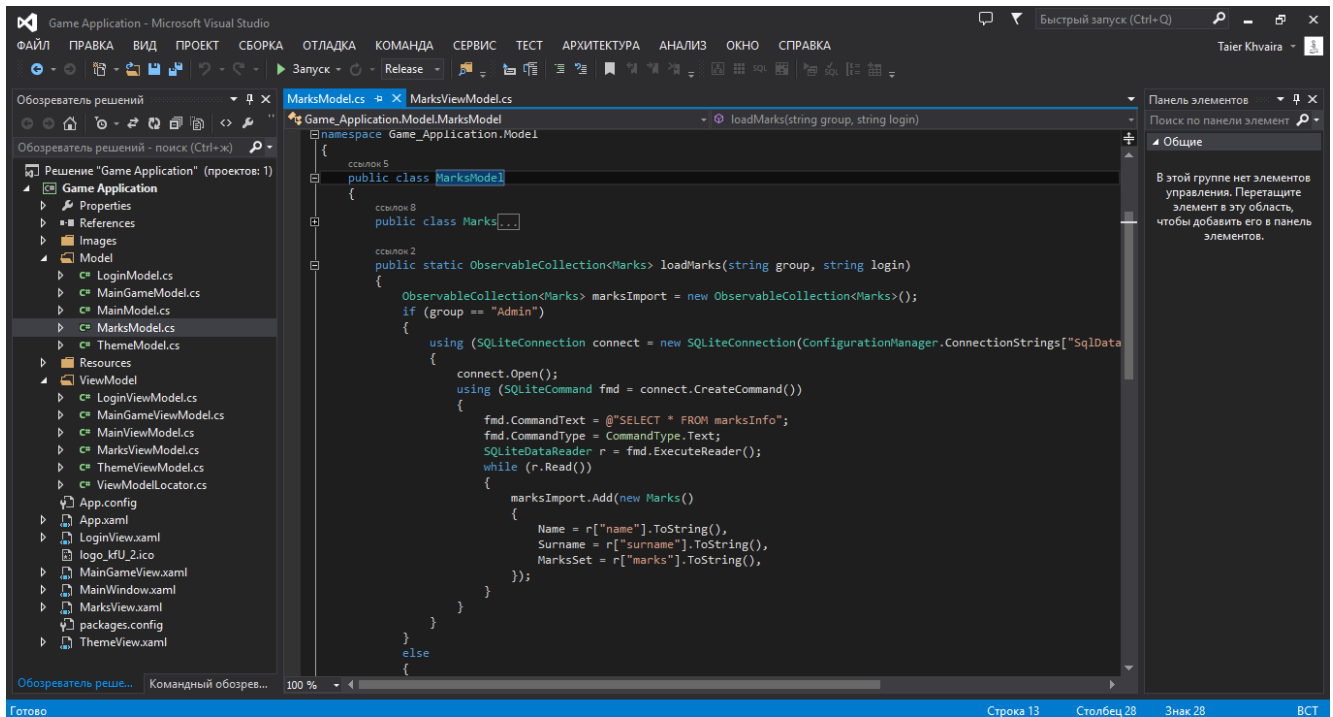 Game Application - Microsoft Visual Studio
Быстрый запуск (Ctrl+Q)
ФАЙЛ ПРАВКА ВИД ПРОЕКТ СБОРКА ОТЛАДКА КОМАНДА СЕРВИС ТЕСТ АРХИТЕКТУРА АНАЛИЗ ОКНО СПРАВКА
Taier Khvaira
Запуск
Release
Обозреватель решений
Обозреватель решений - поиск (Ctrl+ж)
Решение "Game Application" (проектов: 1)
Game Application
Properties
References
Images
Model
LoginModel.cs
MainGameModel.cs
MainModel.cs
MarksModel.cs
ThemeModel.cs
Resources
ViewModel
LoginViewModel.cs
MainGameViewModel.cs
MainViewModel.cs
MarksViewModel.cs
ThemeViewModel.cs
ViewModelLocator.cs
App.config
App.xaml
LoginView.xaml
logo_kfU_2.ico
MainGameView.xaml
MainWindow.xaml
MarksView.xaml
packages.config
ThemeView.xaml
Обозреватель реше... Командный обозрев...
MarksModel.cs MarksViewModel.cs
Game_Application.Model.MarksModel
loadMarks(string group, string login)
namespace Game_Application.Model
{
ссылок 5
public class MarksModel
{
ссылок 8
public class Marks...
ссылок 2
public static ObservableCollection<Marks> loadMarks(string group, string login)
{
ObservableCollection<Marks> marksImport = new ObservableCollection<Marks>();
if (group == "Admin")
{
using (SQLiteConnection connect = new SQLiteConnection(ConfigurationManager.ConnectionStrings["SqlData
{
connect.Open();
using (SQLiteCommand fmd = connect.CreateCommand())
{
fmd.CommandText = @"SELECT * FROM marksInfo";
fmd.CommandType = CommandType.Text;
SQLiteDataReader r = fmd.ExecuteReader();
while (r.Read())
{
marksImport.Add(new Marks()
{
Name = r["name"].ToString(),
Surname = r["surname"].ToString(),
MarksSet = r["marks"].ToString(),
});
}
}
}
}
else
{
100 %
Панель элементов
Поиск по панели элемент
Общие
В этой группе нет элементов
управления. Перетащите
элемент в эту область,
чтобы добавить его в панель
элементов.
Готово
Строка 13 Столбец 28 Знак 28 ВСТ